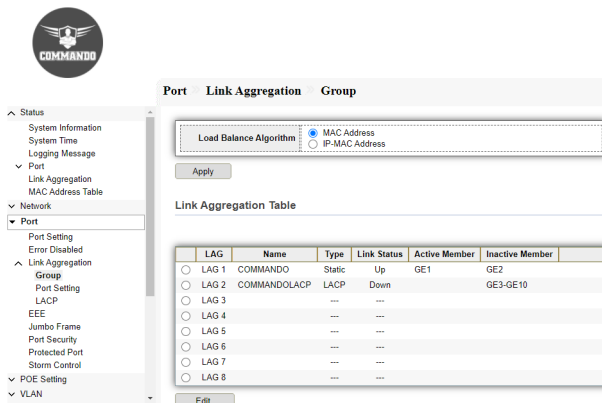 COMMANDO
Port Link Aggregation Group
Status
System Information
System Time
Logging Message
Port
Link Aggregation
MAC Address Table
Network
Port
Port Setting
Error Disabled
Link Aggregation
Group
Port Setting
LACP
EEE
Jumbo Frame
Port Security
Protected Port
Storm Control
POE Setting
VLAN
Load Balance Algorithm
MAC Address
IP-MAC Address
Apply
Link Aggregation Table
LAG Name Type Link Status Active Member Inactive Member
LAG 1 COMMANDO Static Up GE1 GE2
LAG 2 COMMANDOLACP LACP Down GE3-GE10
LAG 3 --- ---
LAG 4 --- ---
LAG 5 --- ---
LAG 6 --- ---
LAG 7 --- ---
LAG 8 --- ---
Edit